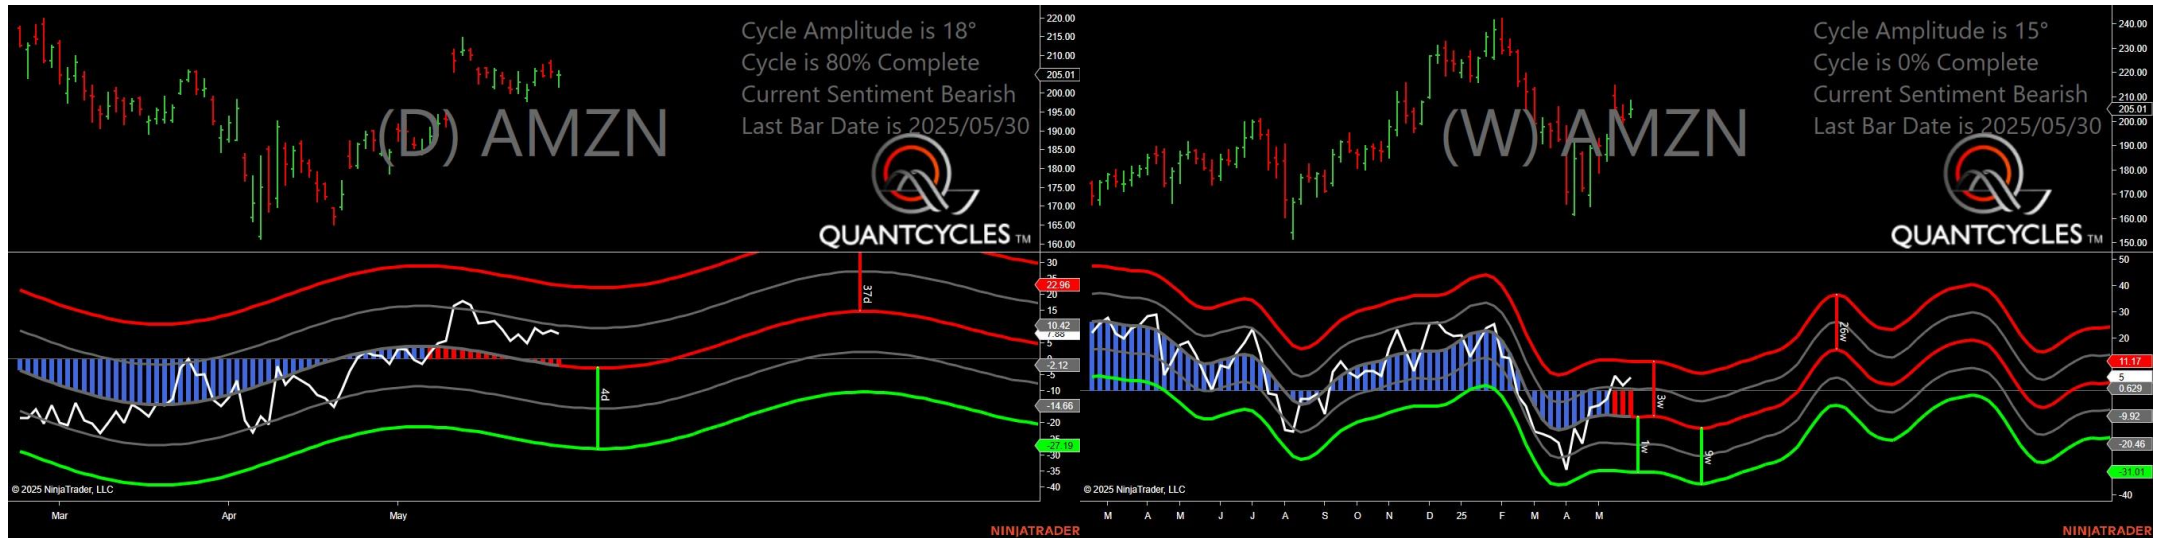 Cycle Amplitude is 18°
Cycle is 80% Complete
Current Sentiment Bearish
Last Bar Date is 2025/05/30
(D) AMZN
QUANTCYCLES TM
220.00
215.00
210.00
205.01
200.00
195.00
190.00
185.00
180.00
175.00
170.00
165.00
160.00
37d
4d
30
22.96
20
15
10.42
7.88
5
-2.12
-5
-10
-14.66
-20
-27.19
-30
-35
-40
© 2025 NinjaTrader, LLC
Mar Apr May
NINJATRADER
Cycle Amplitude is 15°
Cycle is 0% Complete
Current Sentiment Bearish
Last Bar Date is 2025/05/30
(W) AMZN
QUANTCYCLES TM
240.00
230.00
220.00
210.00
205.01
200.00
190.00
180.00
170.00
160.00
150.00
26w
3w
1w
9w
50
40
30
20
11.17
5
0.629
-9.92
-20.46
-31.01
-40
© 2025 NinjaTrader, LLC
M A M J J A S O N D 25 F M A M
NINJATRADER